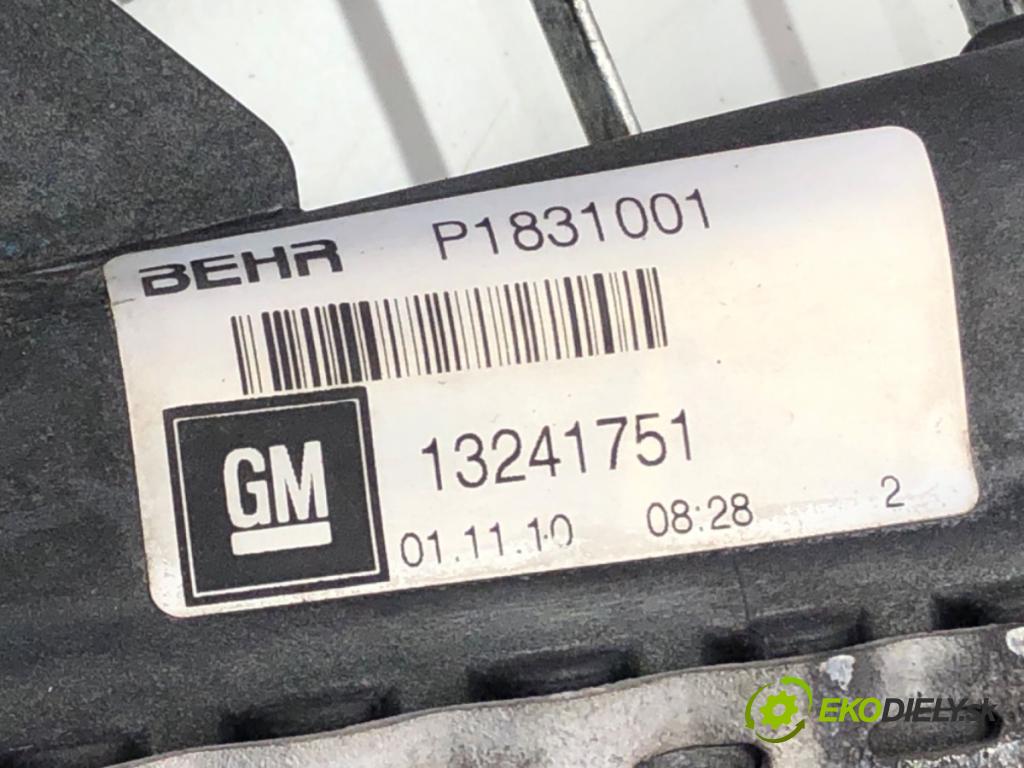 BEHR P1831001
GM 13241751
01.11.10 08:28 2
EKODIELY.sk